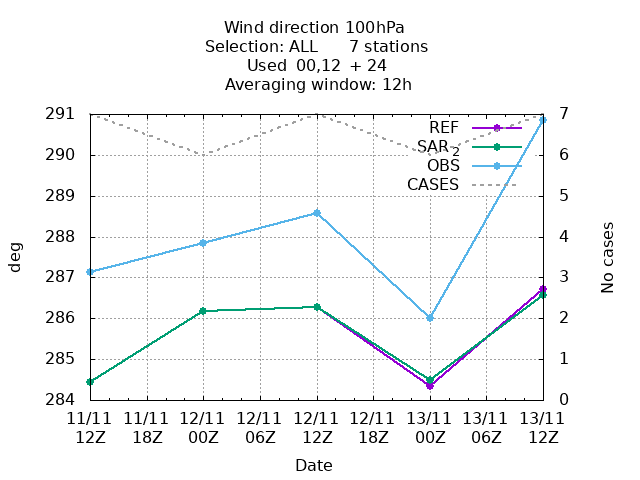 Wind direction 100hPa
Selection: ALL 7 stations
Used 00,12 + 24
Averaging window: 12h
291
290
289
288
287
286
285
284
7
6
5
4
3
2
1
0
REF
SAR 2
OBS
CASES
deg
No cases
11/11 11/11 12/11 12/11 12/11 12/11 13/11 13/11 13/11
12Z 18Z 00Z 06Z 12Z 18Z 00Z 06Z 12Z
Date